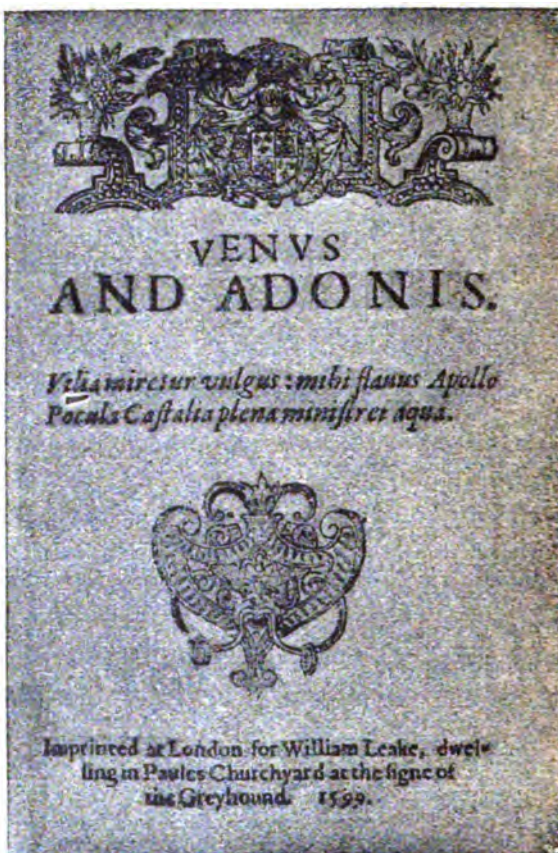 VENVS
AND ADONIS.
Vilia miretur vulgus : mihi flauus Apollo
Pocula Castalia plena ministret aqua.
Imprinted at London for William Leake, dwel-
ling in Paules Churchyard at the signe of
the Greyhound. 1599.